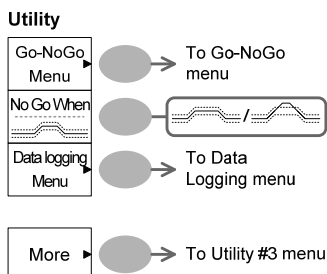 Utility
Go-NoGo
Menu
To Go-NoGo
menu
No Go When
/
Data logging
Menu
To Data
Logging menu
More
To Utility #3 menu